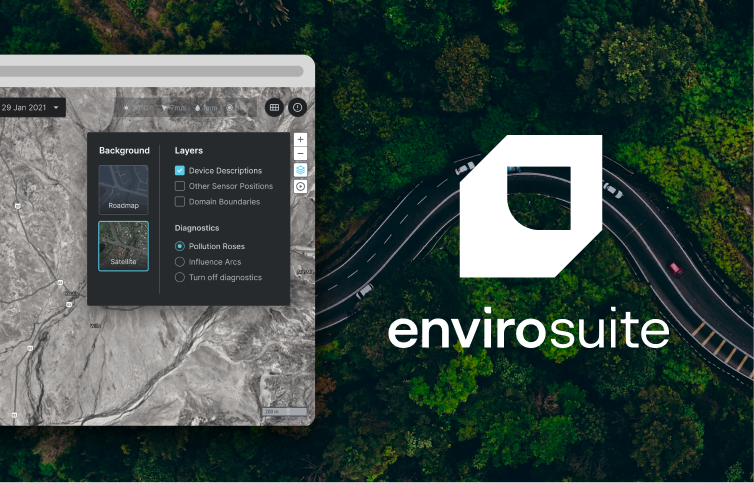 29 Jan 2021
Background
Layers
Device Descriptions
Other Sensor Positions
Domain Boundaries
Roadmap
Diagnostics
Pollution Roses
Influence Arcs
Turn off diagnostics
Satellite
envirosuite